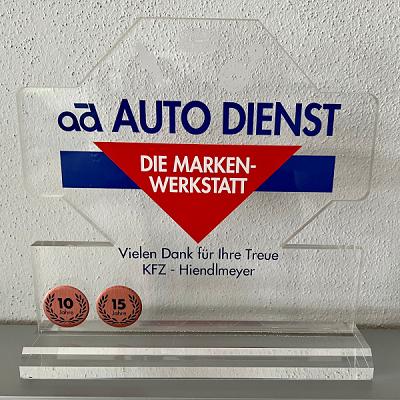 ad AUTO DIENST
DIE MARKEN-
WERKSTATT
Vielen Dank für Ihre Treue
KFZ - Hiendlmeyer
10 15
Jahre Jahre